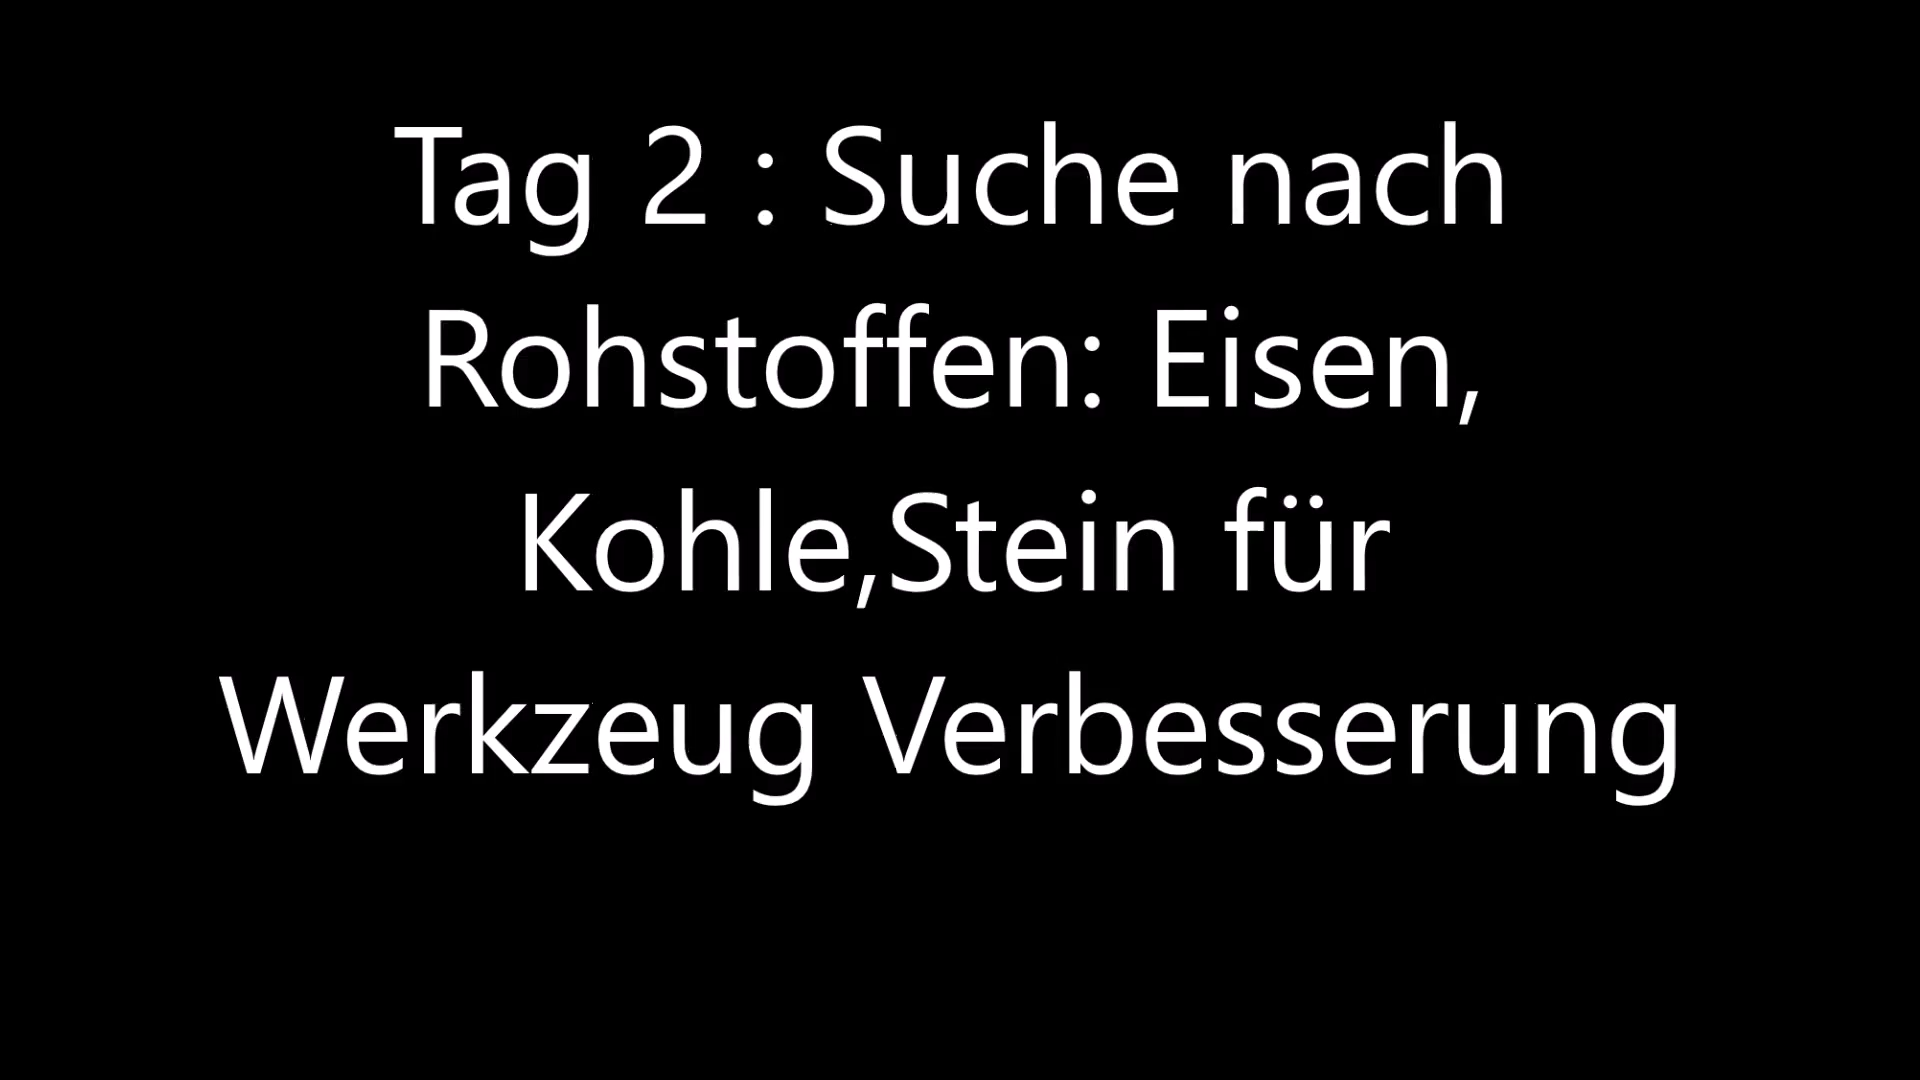 Tag 2 : Suche nach
Rohstoffen: Eisen,
Kohle,Stein für
Werkzeug Verbesserung